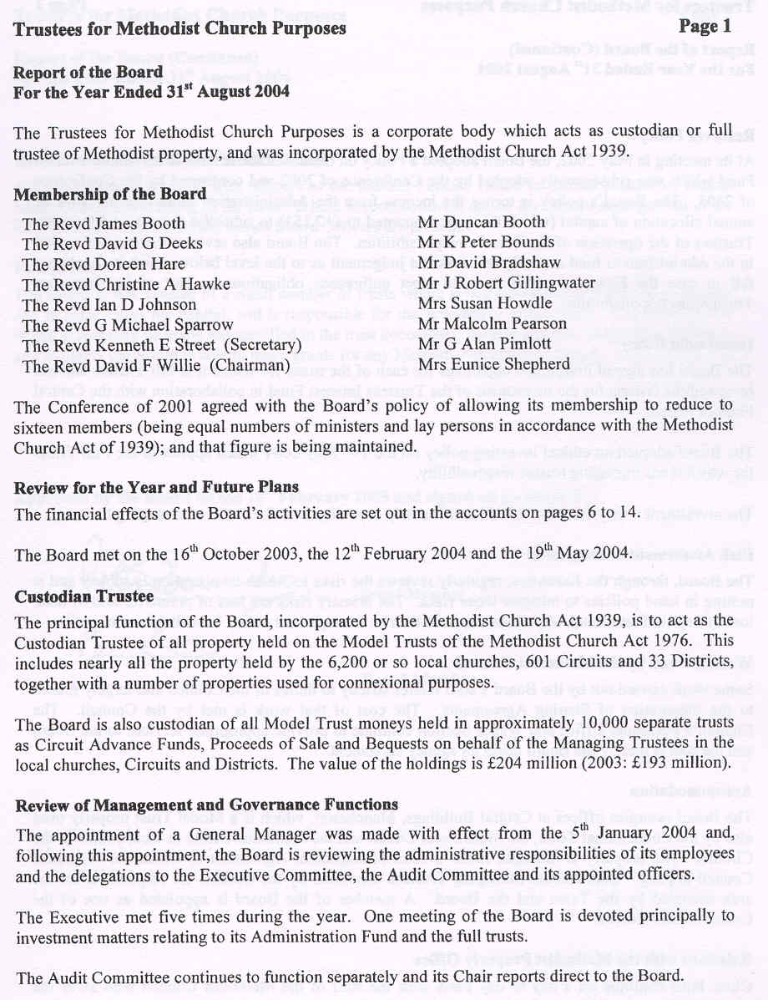 Trustees for Methodist Church Purposes Page 1
Report of the Board
For the Year Ended 31st August 2004
The Trustees for Methodist Church Purposes is a corporate body which acts as custodian or full
trustee of Methodist property, and was incorporated by the Methodist Church Act 1939.
Membership of the Board
The Revd James Booth Mr Duncan Booth
The Revd David G Deeks Mr K Peter Bounds
The Revd Doreen Hare Mr David Bradshaw
The Revd Christine A Hawke Mr J Robert Gillingwater
The Revd Ian D Johnson Mrs Susan Howdle
The Revd G Michael Sparrow Mr Malcolm Pearson
The Revd Kenneth E Street (Secretary) Mr G Alan Pimlott
The Revd David F Willie (Chairman) Mrs Eunice Shepherd
The Conference of 2001 agreed with the Board's policy of allowing its membership to reduce to
sixteen members (being equal numbers of ministers and lay persons in accordance with the Methodist
Church Act of 1939); and that figure is being maintained.
Review for the Year and Future Plans
The financial effects of the Board's activities are set out in the accounts on pages 6 to 14.
The Board met on the 16th October 2003, the 12th February 2004 and the 19th May 2004.
Custodian Trustee
The principal function of the Board, incorporated by the Methodist Church Act 1939, is to act as the
Custodian Trustee of all property held on the Model Trusts of the Methodist Church Act 1976. This
includes nearly all the property held by the 6,200 or so local churches, 601 Circuits and 33 Districts,
together with a number of properties used for connexional purposes.
The Board is also custodian of all Model Trust moneys held in approximately 10,000 separate trusts
as Circuit Advance Funds, Proceeds of Sale and Bequests on behalf of the Managing Trustees in the
local churches, Circuits and Districts. The value of the holdings is £204 million (2003: £193 million).
Review of Management and Governance Functions
The appointment of a General Manager was made with effect from the 5th January 2004 and,
following this appointment, the Board is reviewing the administrative responsibilities of its employees
and the delegations to the Executive Committee, the Audit Committee and its appointed officers.
The Executive met five times during the year. One meeting of the Board is devoted principally to
investment matters relating to its Administration Fund and the full trusts.
The Audit Committee continues to function separately and its Chair reports direct to the Board.